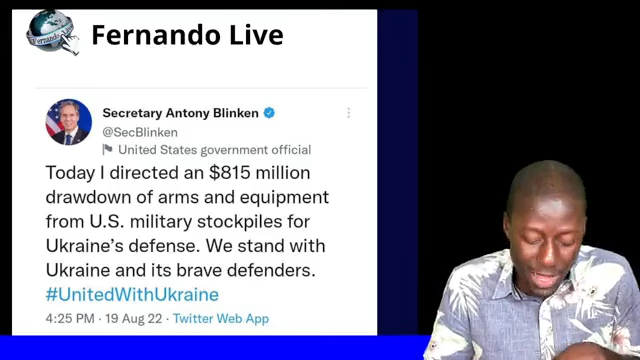 Fernando Live
Secretary Antony Blinken
@SecBlinken
United States government official
Today I directed an $815 million
drawdown of arms and equipment
from U.S. military stockpiles for
Ukraine's defense. We stand with
Ukraine and its brave defenders.
#UnitedWithUkraine
4:25 PM · 19 Aug 22 · Twitter Web App